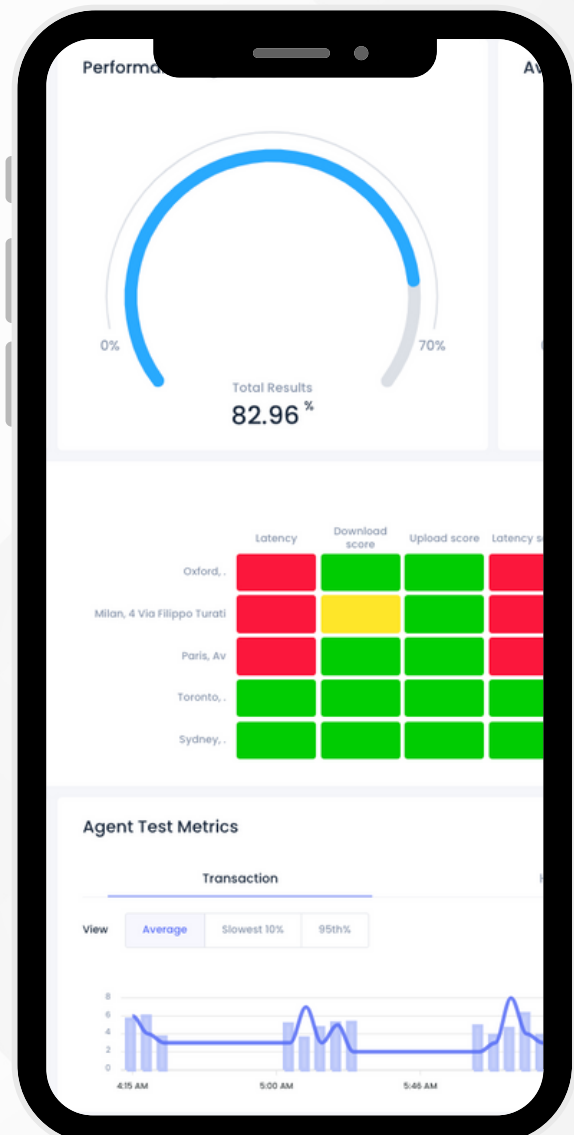 Av
0%
70%
Total Results
82.96 %
Latency
Download
score
Upload score
Latency
Oxford, .
Milan, 4 Via Filippo Turati
Paris, Av
Toronto, .
Sydney, .
Agent Test Metrics
Transaction
View
Average
Slowest 10%
95th%
8
6
4
2
0
4:15 AM
5:00 AM
5:46 AM